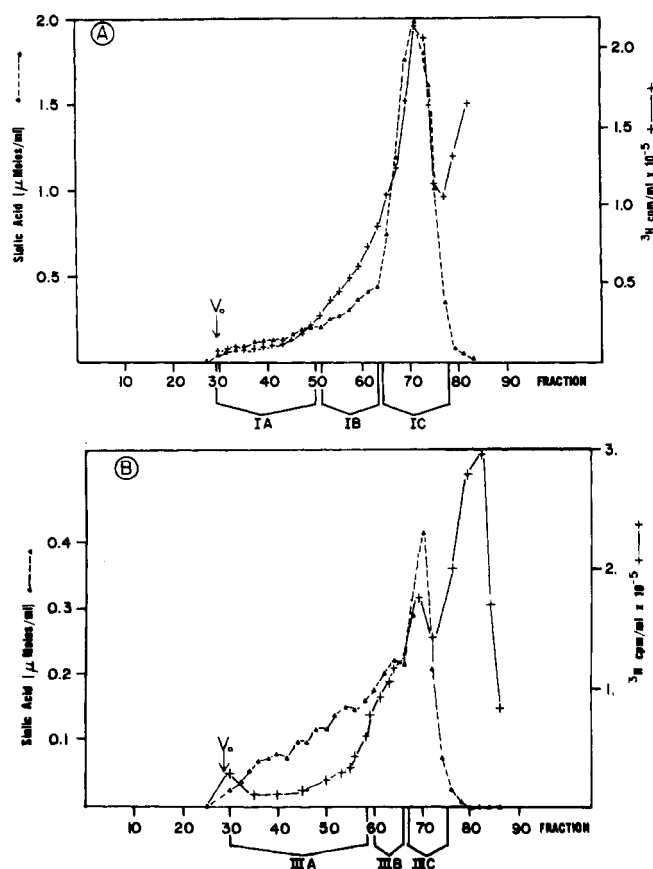 A
Sialic Acid [μ Moles/ml]
2.0
1.5
1.0
0.5
2.0
1.5
1.0
0.5
³H cpm/ml x 10⁻⁵ +—+
V₀
10 20 30 40 50 60 70 80 90 FRACTION
IA IB IC
B
Sialic Acid [μ Moles/ml]
0.4
0.3
0.2
0.1
3.
2.
1.
³H cpm/ml x 10⁻⁵ +—+
V₀
10 20 30 40 50 60 70 80 90 FRACTION
IIIA IIIB IIIC